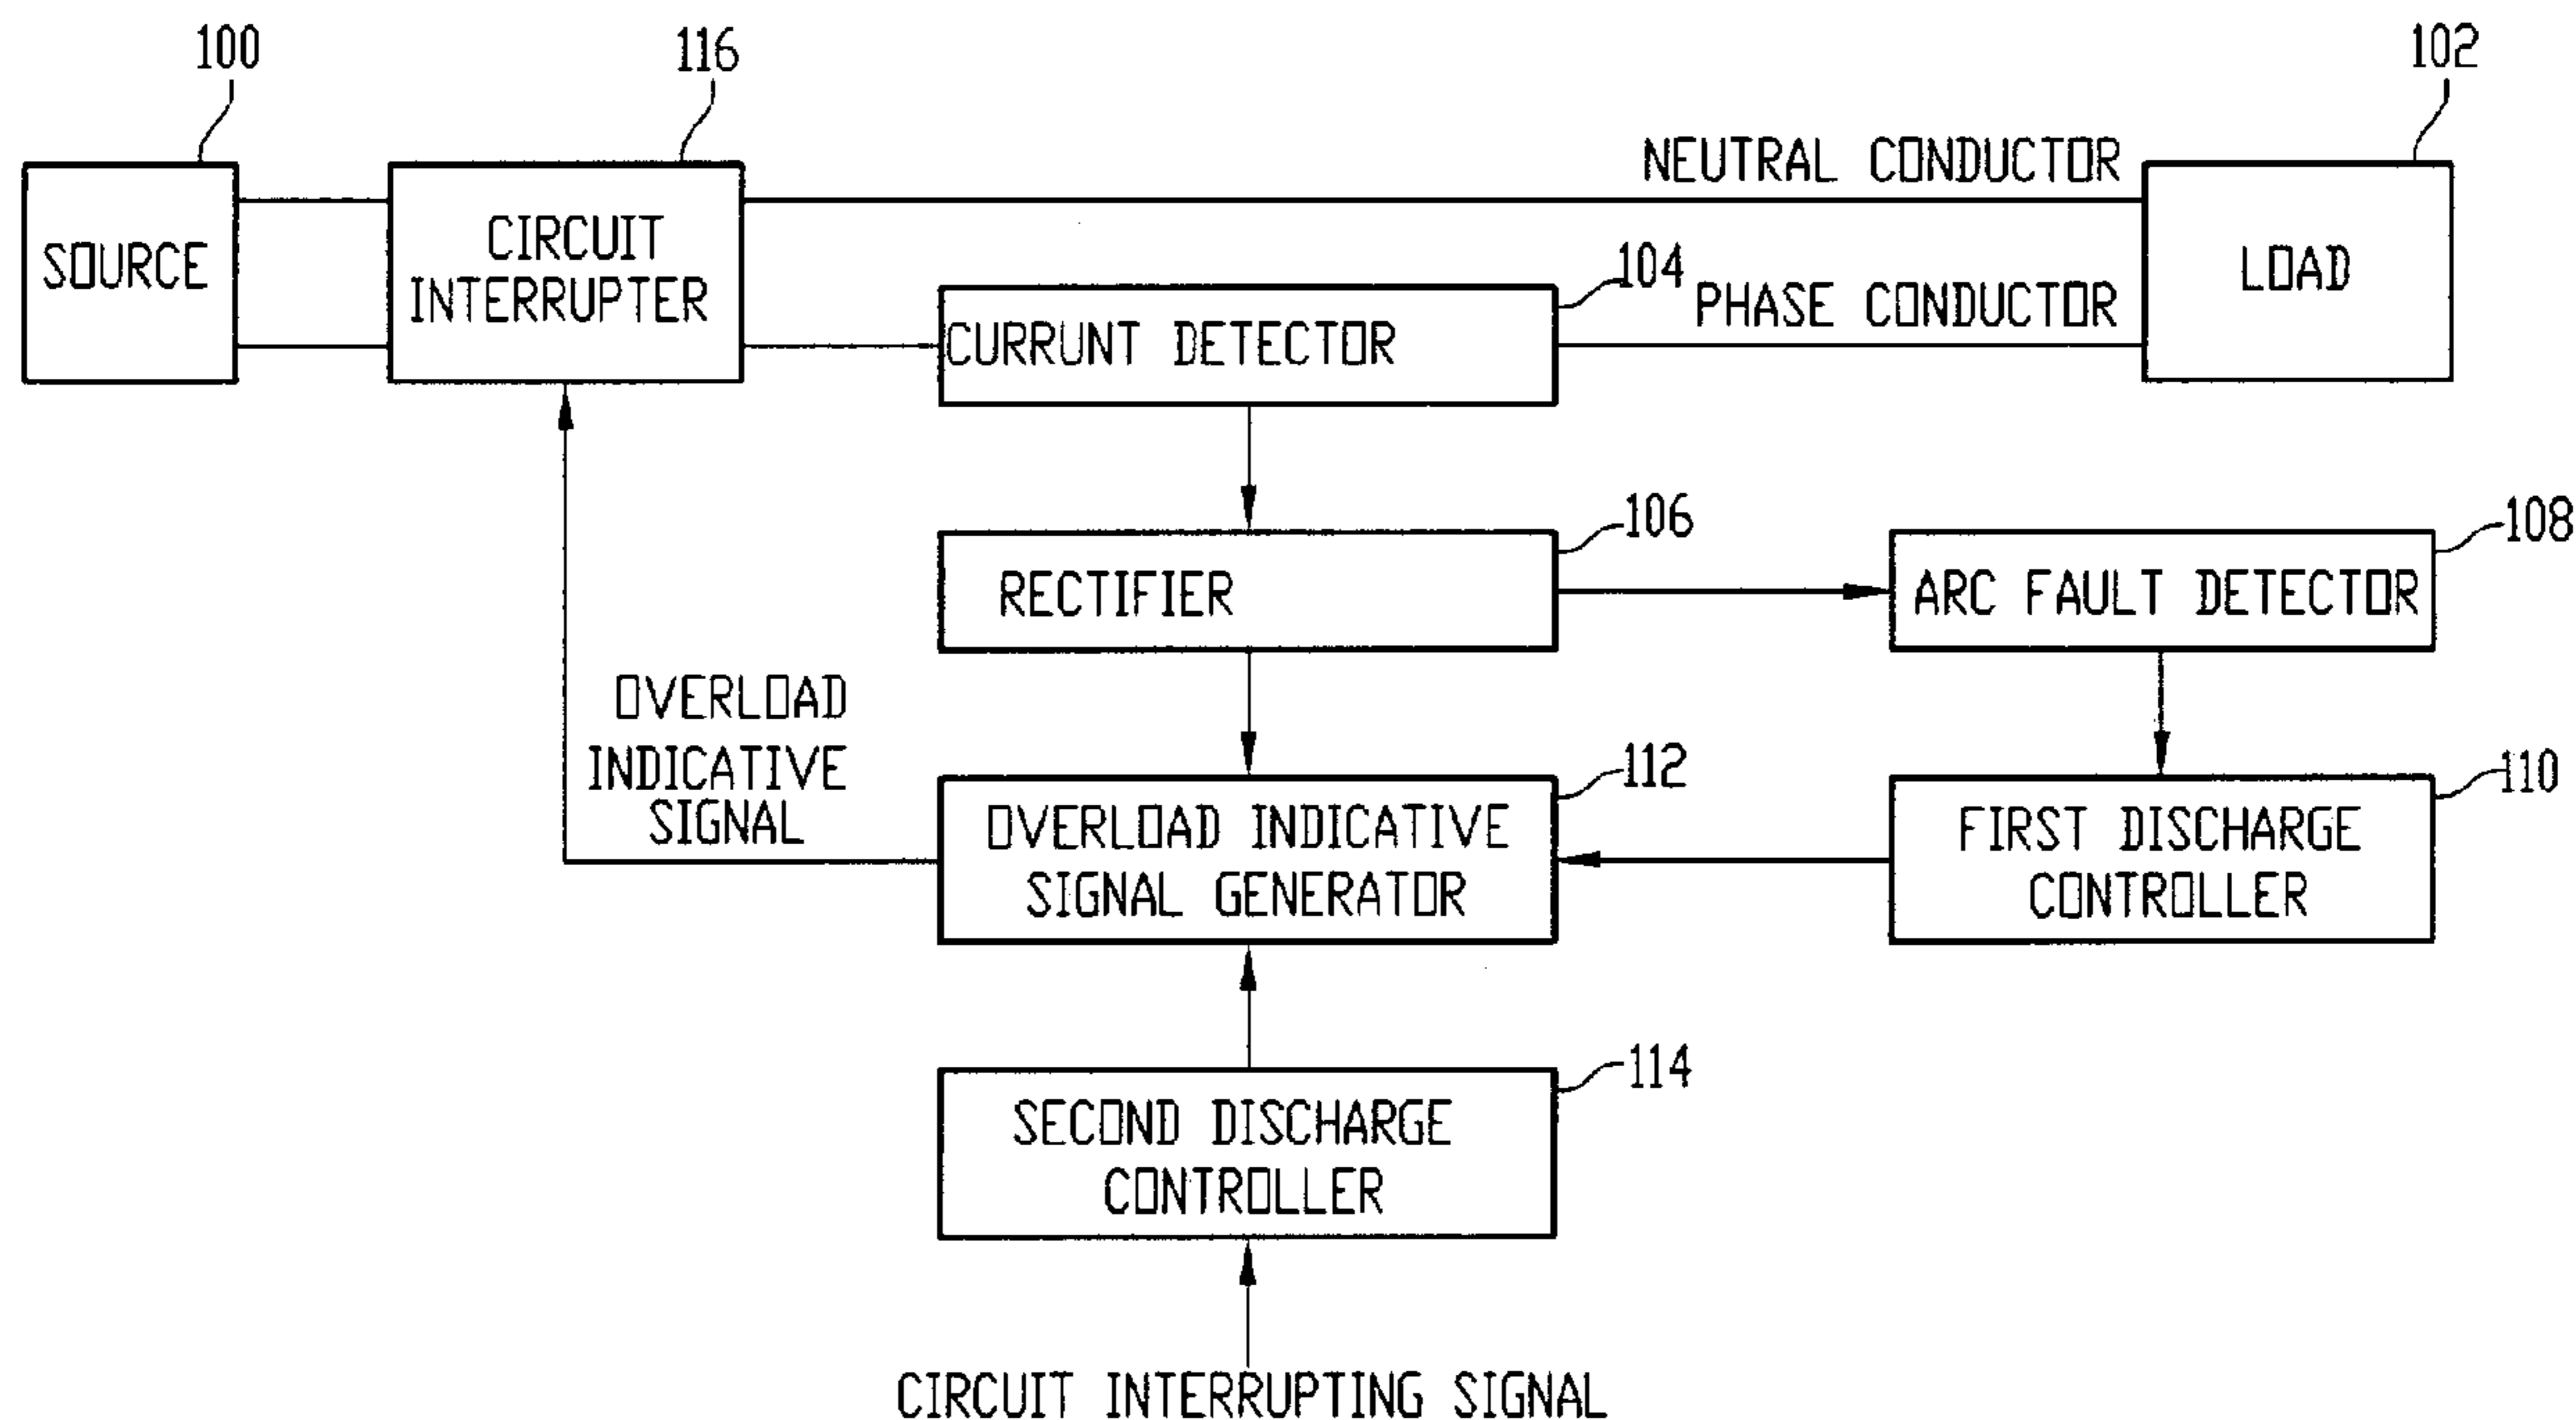 100
116
102
SOURCE
CIRCUIT
INTERRUPTER
NEUTRAL CONDUCTOR
LOAD
104
PHASE CONDUCTOR
CURRUNT DETECTOR
106
108
RECTIFIER
ARC FAULT DETECTOR
OVERLOAD
INDICATIVE
SIGNAL
112
110
OVERLOAD INDICATIVE
SIGNAL GENERATOR
FIRST DISCHARGE
CONTROLLER
114
SECOND DISCHARGE
CONTROLLER
CIRCUIT INTERRUPTING SIGNAL